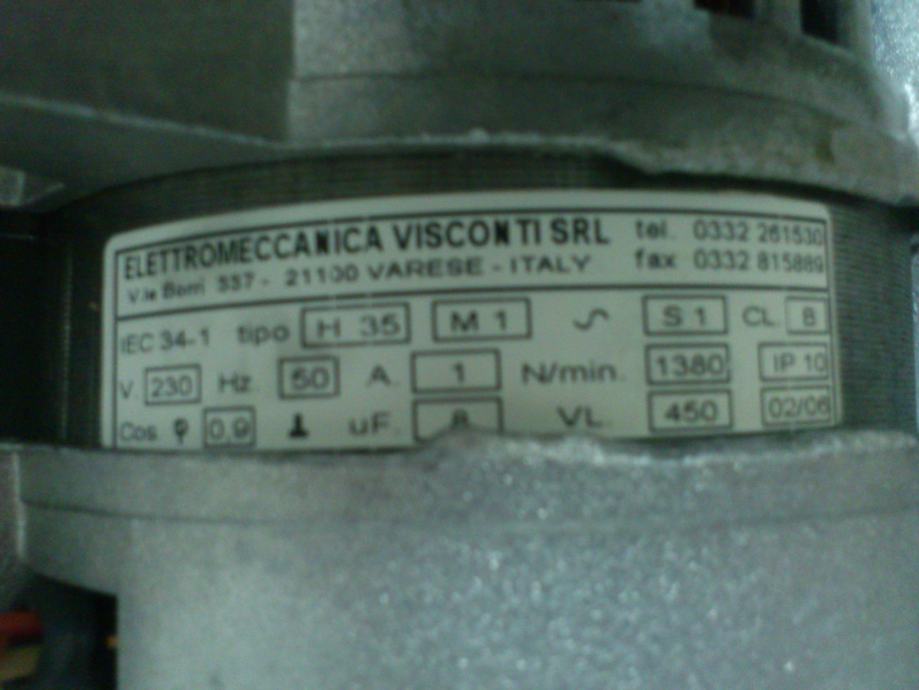 ELETTROMECCANICA VISCONTI SRL tel. 0332 261530
V.le Borri 337 - 21100 VARESE - ITALY fax 0332 815889
IEC 34-1 tipo H 35 M 1 S 1 CL. B
V. 230 Hz. 50 A. 1 N/min. 1380 IP 10
Cos φ 0,9 uF. 8 VL. 450 02/06